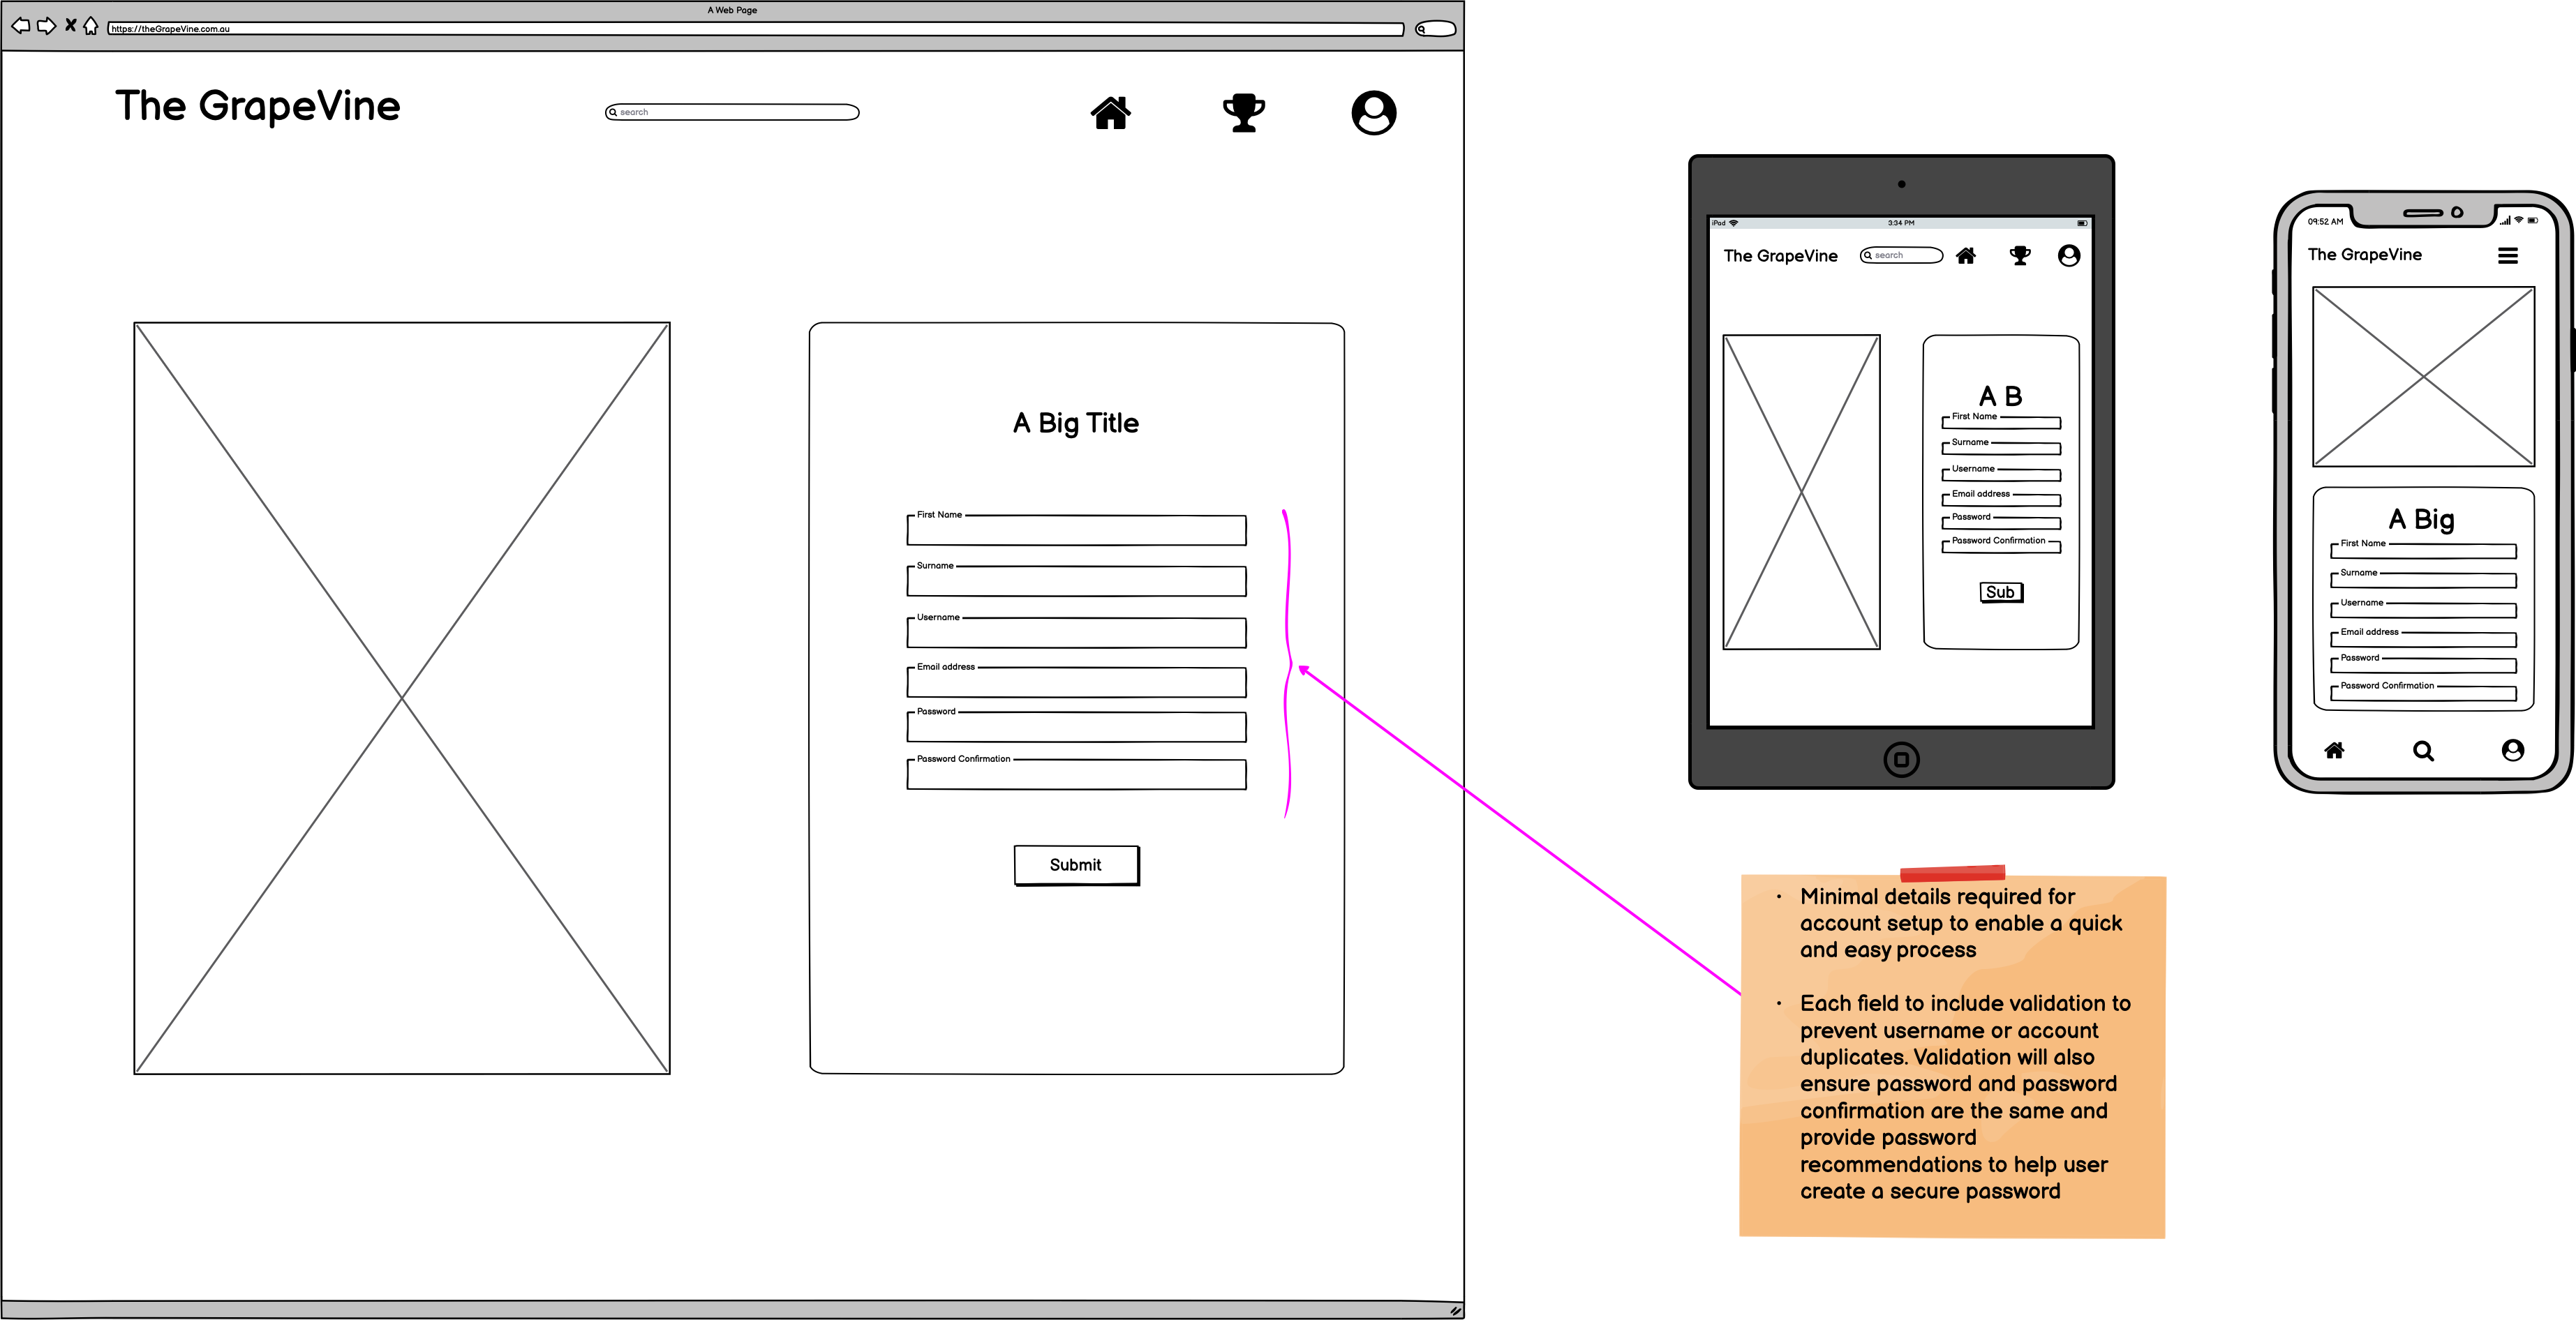 A Web Page
https://theGrapeVine.com.au
The GrapeVine
search
A Big Title
First Name
Surname
Username
Email address
Password
Password Confirmation
Submit
iPad
3:34 PM
The GrapeVine
search
A B
First Name
Surname
Username
Email address
Password
Password Confirmation
Sub
09:52 AM
The GrapeVine
A Big
First Name
Surname
Username
Email address
Password
Password Confirmation
• Minimal details required for
account setup to enable a quick
and easy process
• Each field to include validation to
prevent username or account
duplicates. Validation will also
ensure password and password
confirmation are the same and
provide password
recommendations to help user
create a secure password